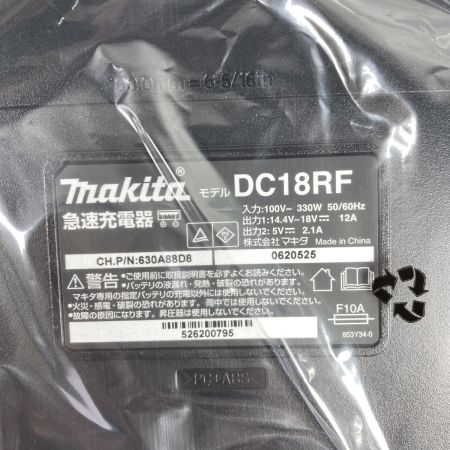 makita® モデル DC18RF
急速充電器
入力:100V~ 330W 50/60Hz
出力1:14.4V⎓18V⎓ 12A
出力2:5V⎓ 2.1A
株式会社マキタ Made in China
CH.P/N:630A88D8
0620525
警告 •ご使用前に取扱説明書を必ずよくお読みください。
•バッテリの液漏れ・発熱・破裂の恐れがあります。
マキタ専用の指定バッテリ以外は充電しないでください。
•火災・感電・破裂の恐れがあります。雨中では使用しないでください。
•故障の原因になります。昇圧器は使用しないでください。
F10A
853Y34-0
526200795
>PC+ABS<